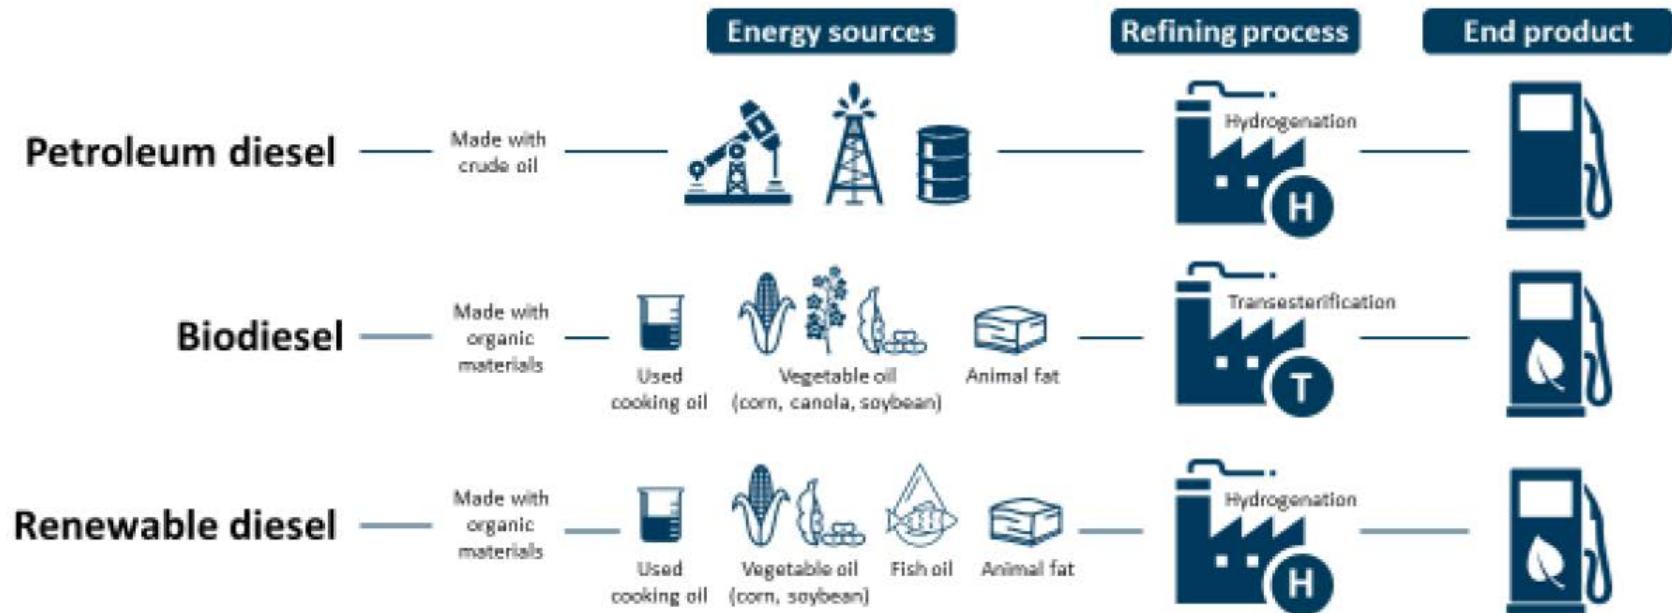 Energy sources
Refining process
End product
Petroleum diesel
Made with
crude oil
Hydrogenation
H
Biodiesel
Made with
organic
materials
Used
cooking oil
Vegetable oil
(corn, canola, soybean)
Animal fat
Transesterification
T
Renewable diesel
Made with
organic
materials
Used
cooking oil
Vegetable oil
(corn, soybean)
Fish oil
Animal fat
Hydrogenation
H